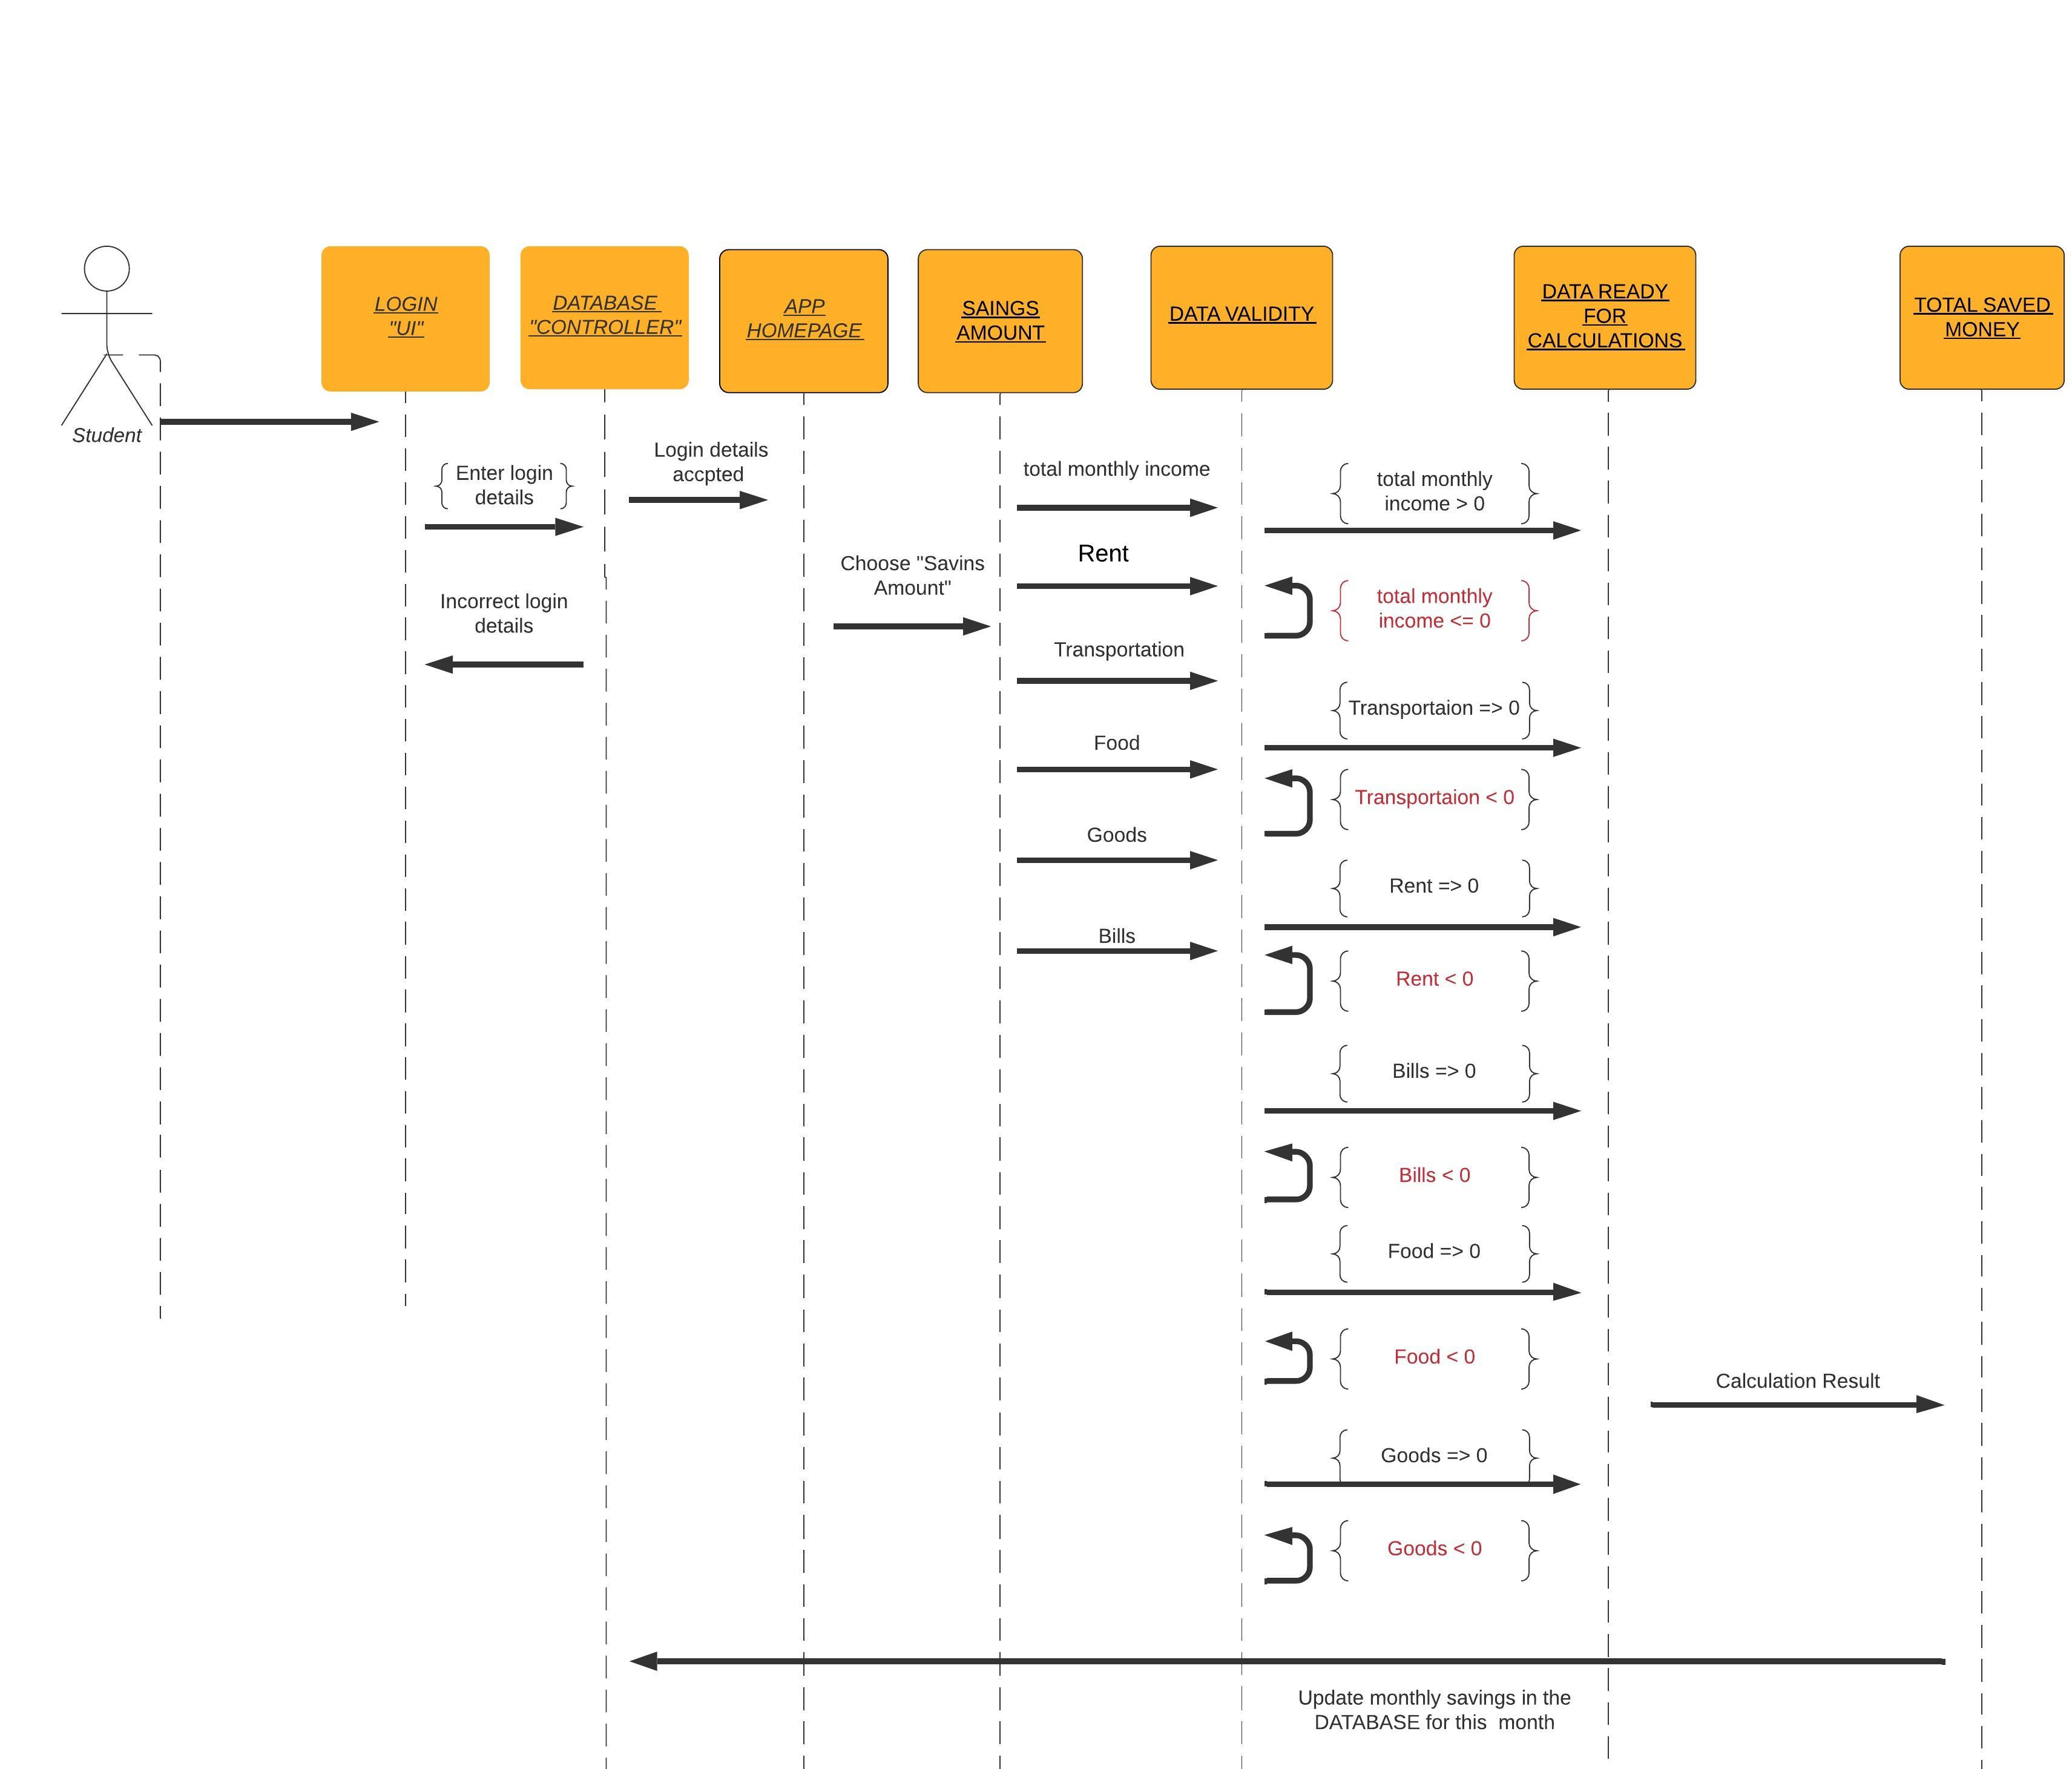 LOGIN
"UI"
DATABASE
"CONTROLLER"
APP
HOMEPAGE
SAINGS
AMOUNT
DATA VALIDITY
DATA READY
FOR
CALCULATIONS
TOTAL SAVED
MONEY
Student
Enter login
details
Incorrect login
details
Login details
accpted
Choose "Savins
Amount"
total monthly income
Rent
Transportation
Food
Goods
Bills
total monthly
income > 0
total monthly
income <= 0
Transportaion => 0
Transportaion < 0
Rent => 0
Rent < 0
Bills => 0
Bills < 0
Food => 0
Food < 0
Goods => 0
Goods < 0
Calculation Result
Update monthly savings in the
DATABASE for this  month